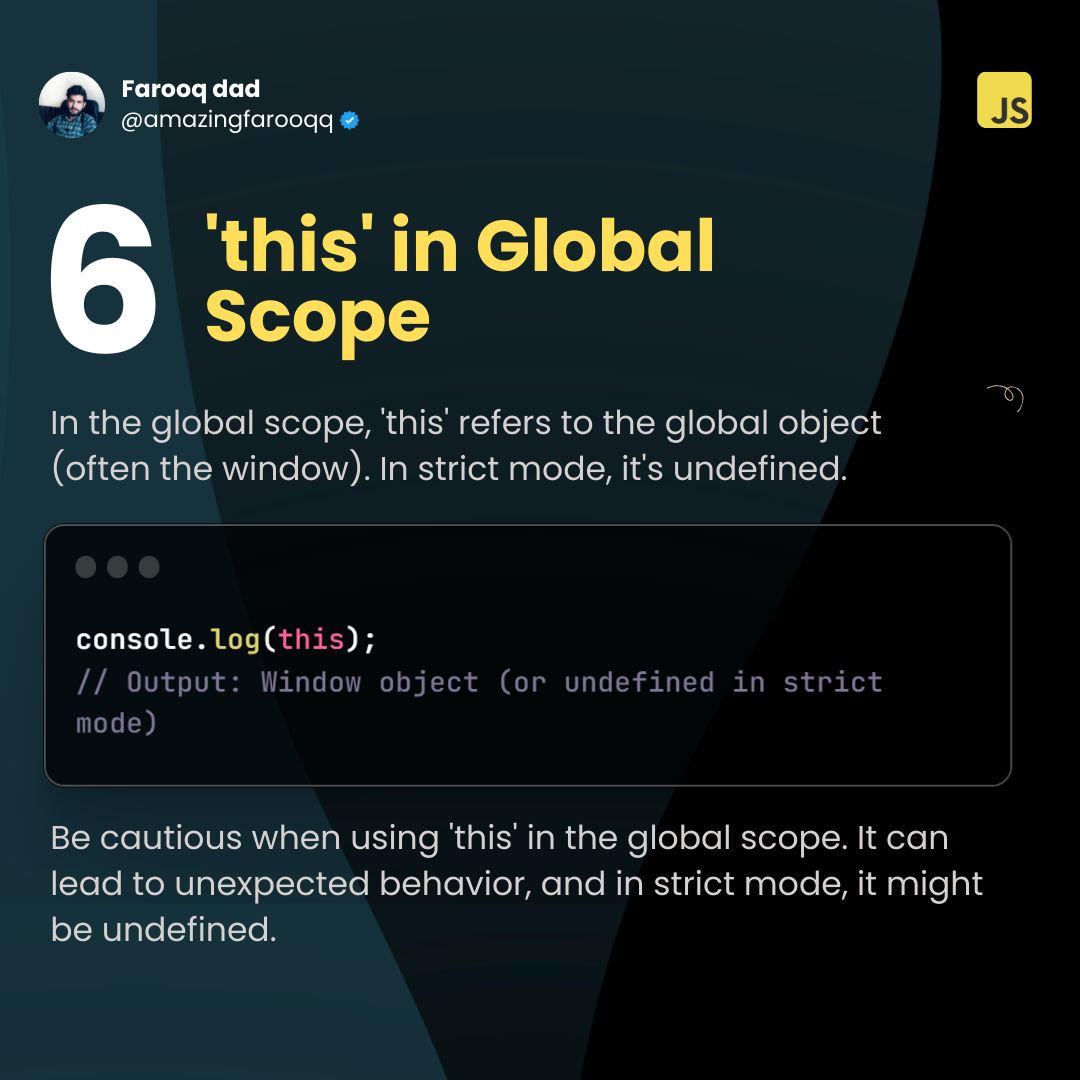 Farooq dad
@amazingfarooqq
JS
6
'this' in Global
Scope
In the global scope, 'this' refers to the global object
(often the window). In strict mode, it's undefined.
console.log(this);
// Output: Window object (or undefined in strict
mode)
Be cautious when using 'this' in the global scope. It can
lead to unexpected behavior, and in strict mode, it might
be undefined.